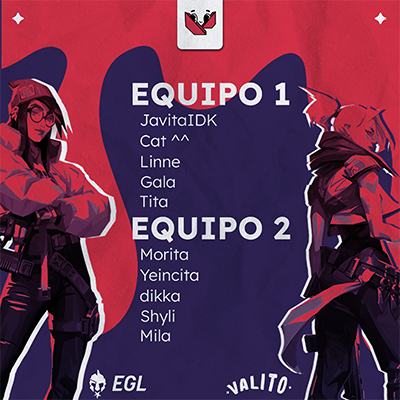 EQUIPO 1
JavitaIDK
Cat ^^
Linne
Gala
Tita
EQUIPO 2
Morita
Yeincita
dikka
Shyli
Mila
EGL
VALITO